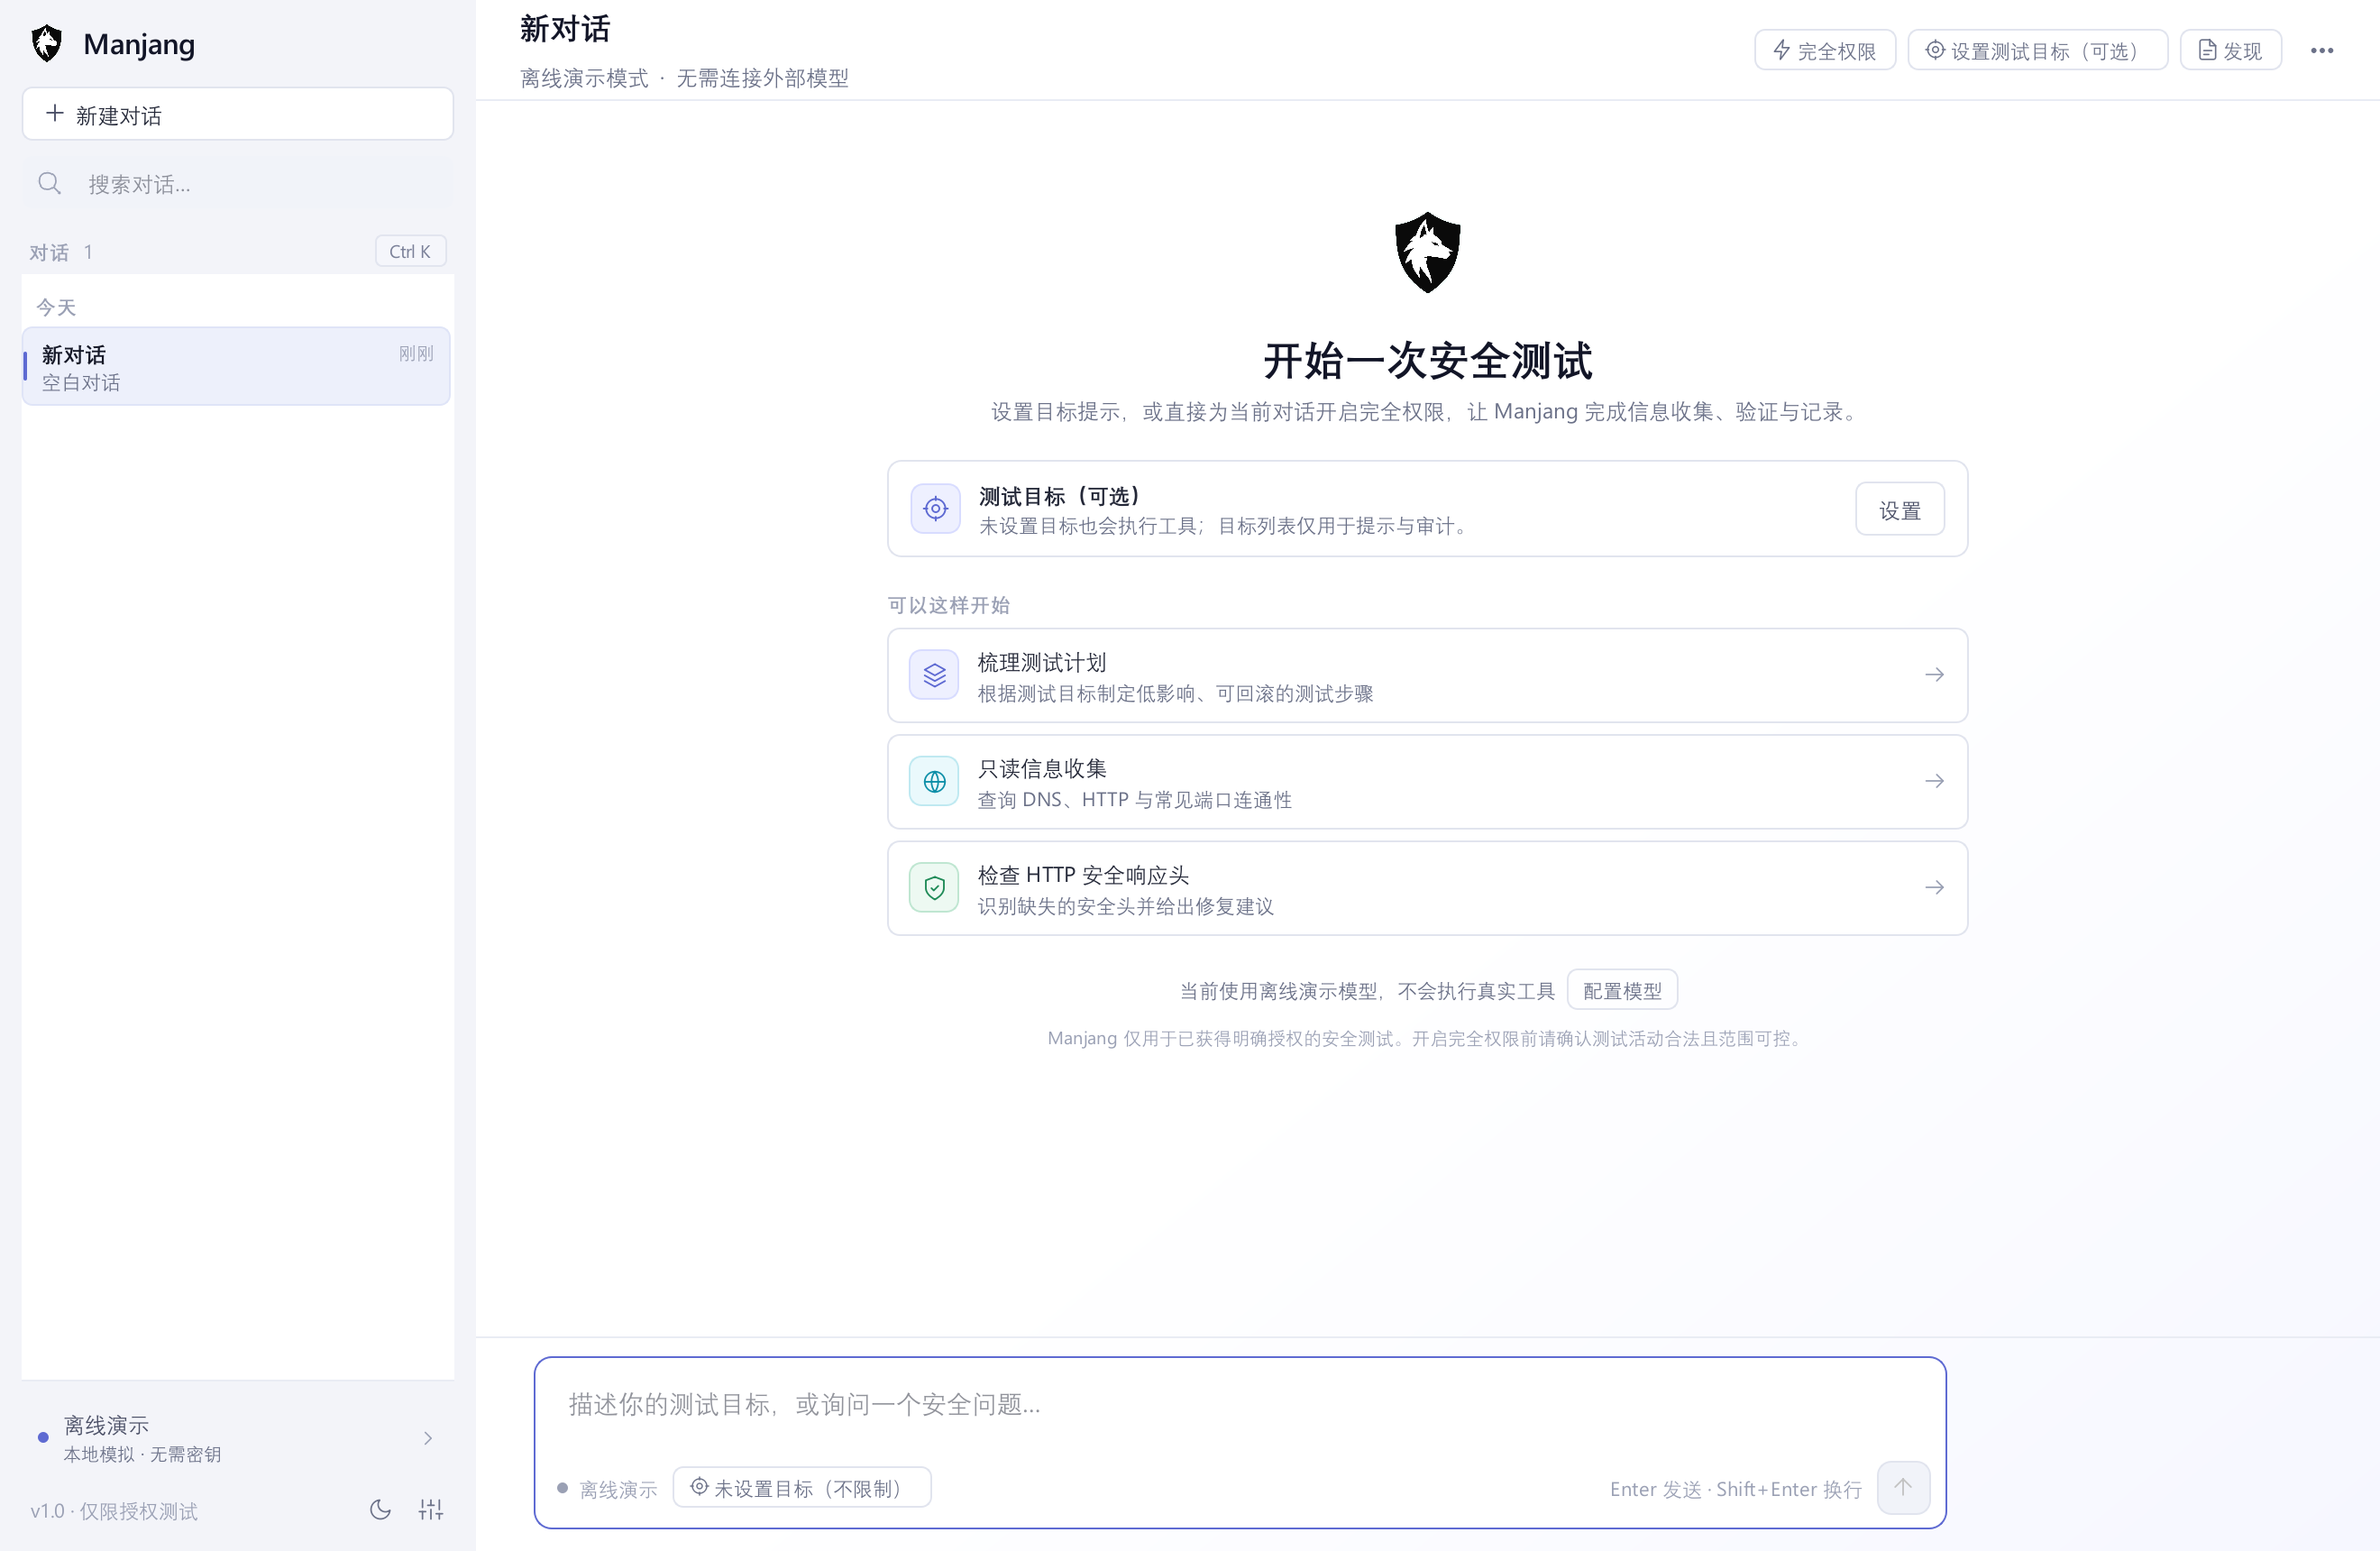 Manjang
新建对话
搜索对话...
对话 1
Ctrl K
今天
新对话
刚刚
空白对话
离线演示
本地模拟 · 无需密钥
v1.0 · 仅限授权测试
新对话
离线演示模式 · 无需连接外部模型
完全权限
设置测试目标（可选）
发现
开始一次安全测试
设置目标提示，或直接为当前对话开启完全权限，让 Manjang 完成信息收集、验证与记录。
测试目标（可选）
未设置目标也会执行工具；目标列表仅用于提示与审计。
设置
可以这样开始
梳理测试计划
根据测试目标制定低影响、可回滚的测试步骤
只读信息收集
查询 DNS、HTTP 与常见端口连通性
检查 HTTP 安全响应头
识别缺失的安全头并给出修复建议
当前使用离线演示模型，不会执行真实工具
配置模型
Manjang 仅用于已获得明确授权的安全测试。开启完全权限前请确认测试活动合法且范围可控。
描述你的测试目标，或询问一个安全问题...
离线演示
未设置目标（不限制）
Enter 发送 · Shift+Enter 换行